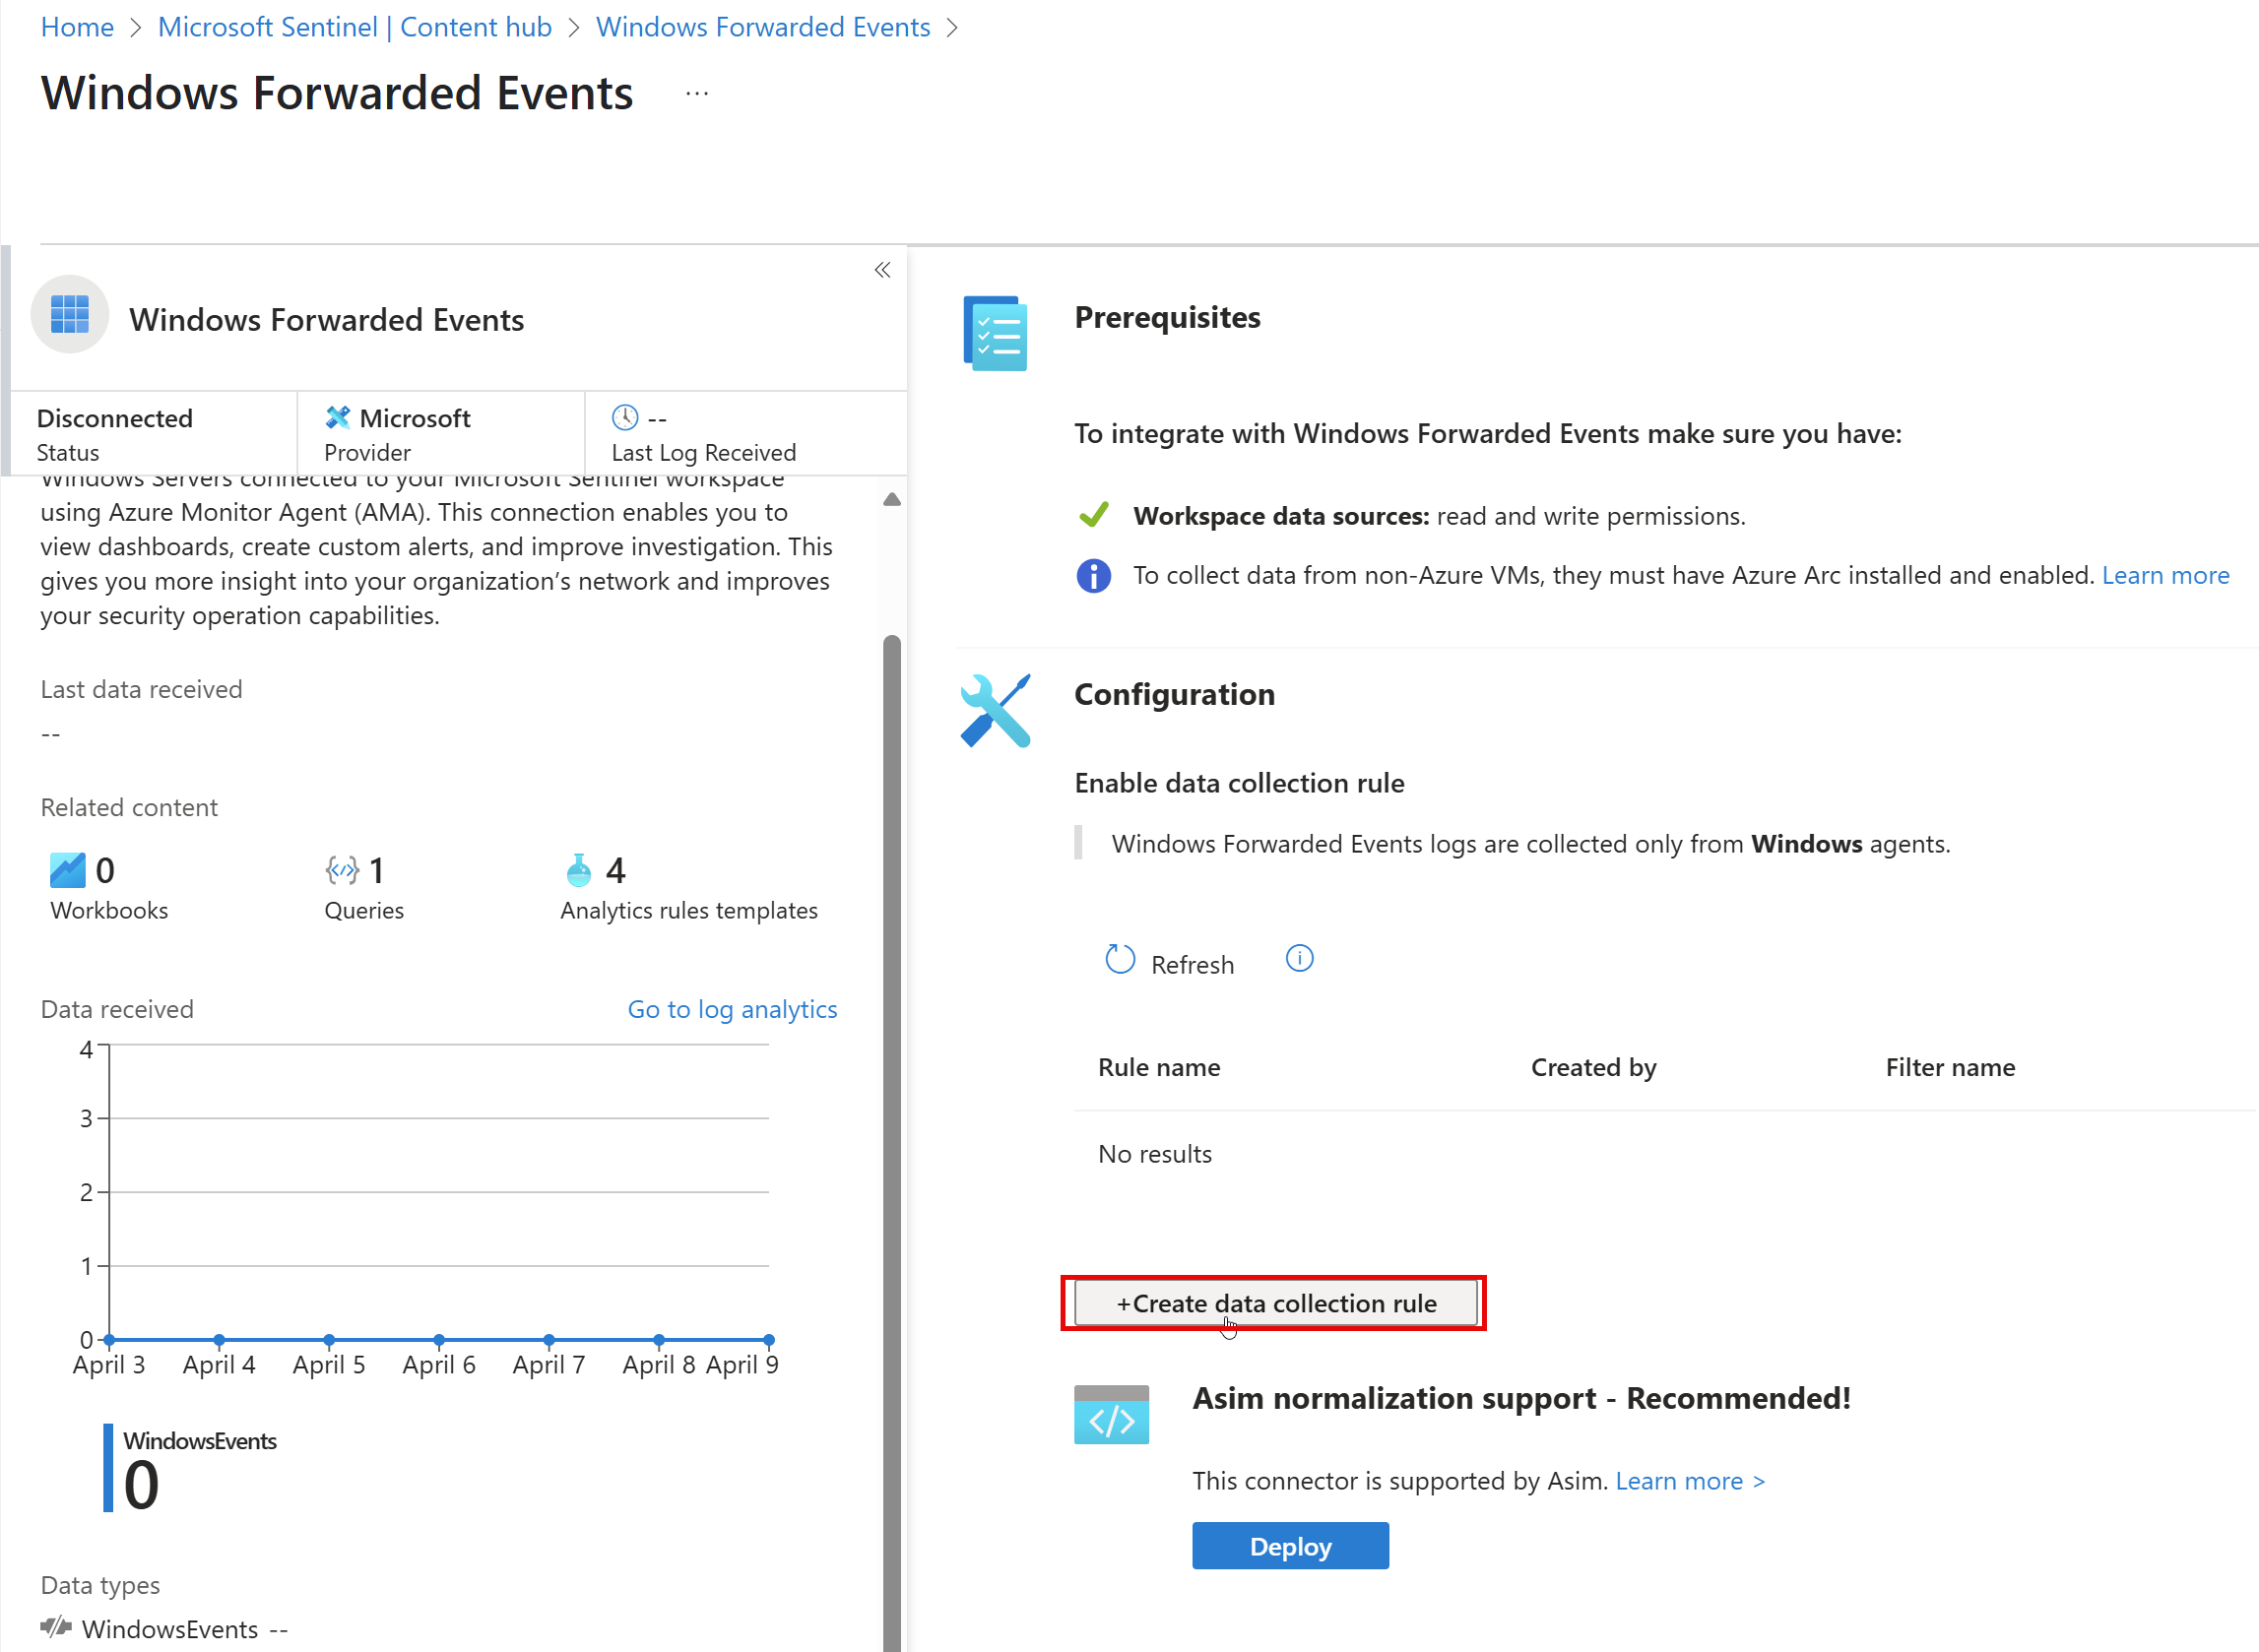 Home > Microsoft Sentinel | Content hub > Windows Forwarded Events >
Windows Forwarded Events ...
Windows Forwarded Events
Disconnected
Status
Microsoft
Provider
--
Last Log Received
Windows Servers connected to your Microsoft Sentinel workspace
using Azure Monitor Agent (AMA). This connection enables you to
view dashboards, create custom alerts, and improve investigation. This
gives you more insight into your organization’s network and improves
your security operation capabilities.
Last data received
--
Related content
0
Workbooks
1
Queries
4
Analytics rules templates
Data received
Go to log analytics
4
3
2
1
0
April 3 April 4 April 5 April 6 April 7 April 8 April 9
WindowsEvents
0
Data types
WindowsEvents --
Prerequisites
To integrate with Windows Forwarded Events make sure you have:
Workspace data sources: read and write permissions.
To collect data from non-Azure VMs, they must have Azure Arc installed and enabled. Learn more
Configuration
Enable data collection rule
Windows Forwarded Events logs are collected only from Windows agents.
Refresh
Rule name Created by Filter name
No results
+Create data collection rule
Asim normalization support - Recommended!
This connector is supported by Asim. Learn more >
Deploy